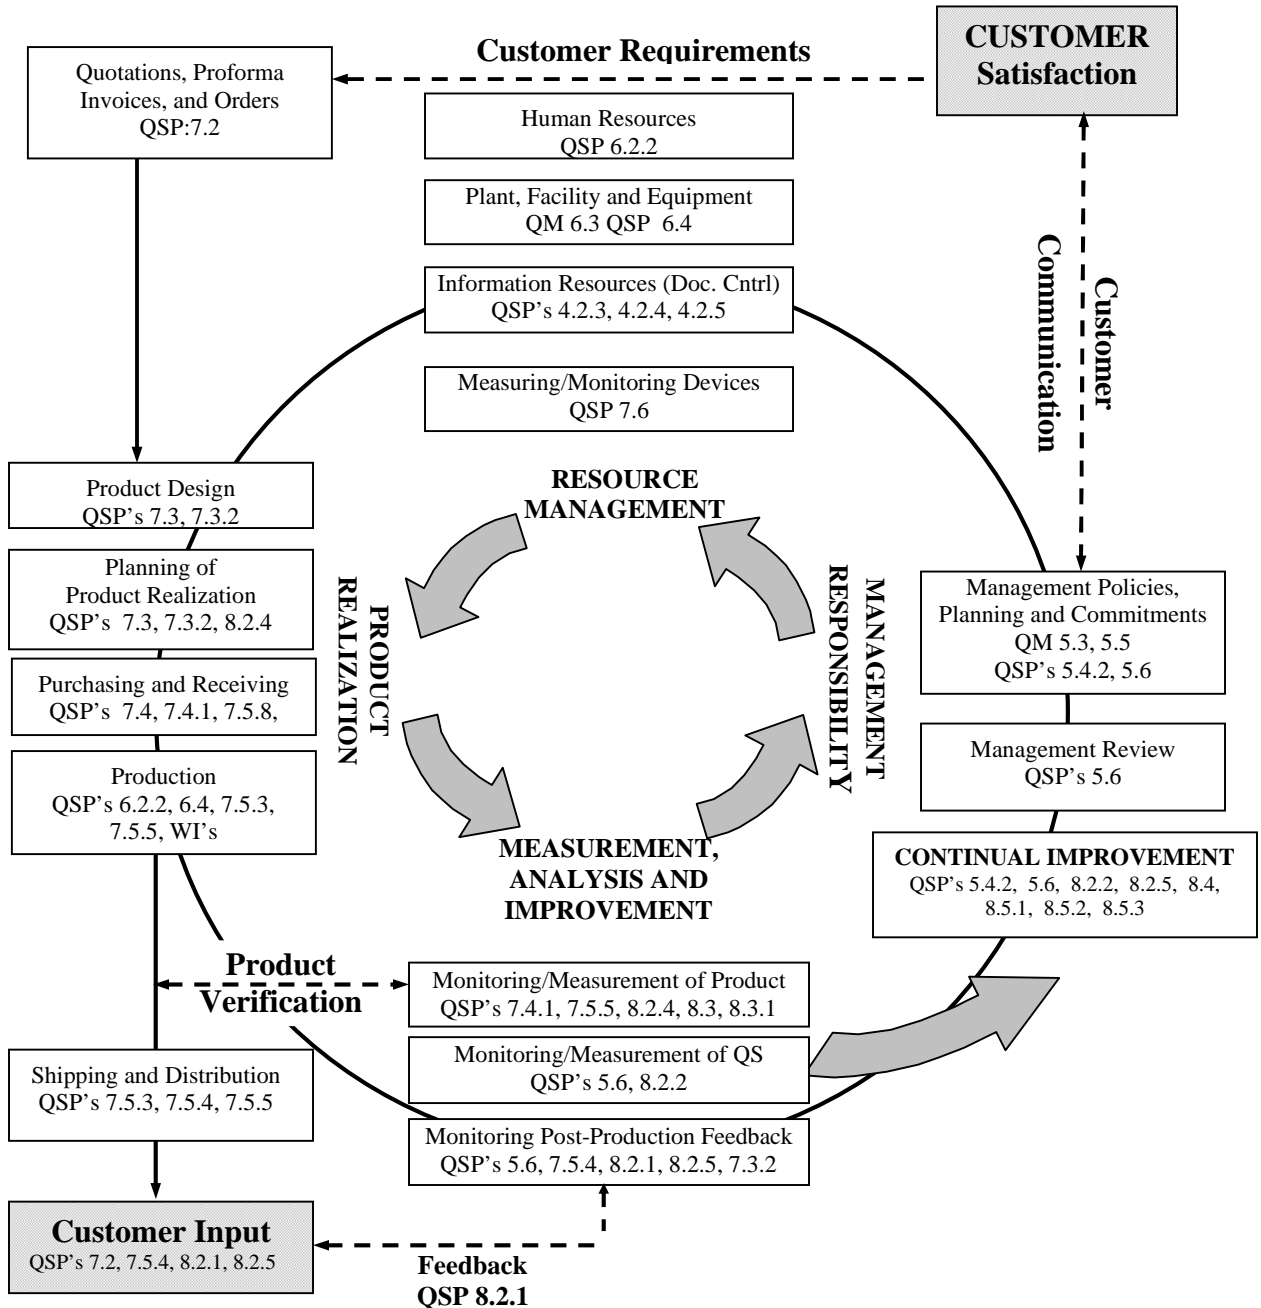 Customer Requirements
CUSTOMER
Satisfaction
Quotations, Proforma
Invoices, and Orders
QSP:7.2
Human Resources
QSP 6.2.2
Plant, Facility and Equipment
QM 6.3 QSP  6.4
Information Resources (Doc. Cntrl)
QSP’s 4.2.3, 4.2.4, 4.2.5
Measuring/Monitoring Devices
QSP 7.6
Customer
Communication
RESOURCE
MANAGEMENT
Product Design
QSP’s 7.3, 7.3.2
Planning of
Product Realization
QSP’s  7.3, 7.3.2, 8.2.4
Purchasing and Receiving
QSP’s  7.4, 7.4.1, 7.5.8,
Production
QSP’s 6.2.2, 6.4, 7.5.3,
7.5.5, WI’s
PRODUCT
REALIZATION
MANAGEMENT
RESPONSIBILITY
Management Policies,
Planning and Commitments
QM 5.3, 5.5
QSP’s 5.4.2, 5.6
Management Review
QSP’s 5.6
CONTINUAL IMPROVEMENT
QSP’s 5.4.2,  5.6,  8.2.2,  8.2.5,  8.4,
8.5.1,  8.5.2,  8.5.3
MEASUREMENT,
ANALYSIS AND
IMPROVEMENT
Product
Verification
Monitoring/Measurement of Product
QSP’s 7.4.1, 7.5.5, 8.2.4, 8.3, 8.3.1
Monitoring/Measurement of QS
QSP’s 5.6, 8.2.2
Monitoring Post-Production Feedback
QSP’s 5.6, 7.5.4, 8.2.1, 8.2.5, 7.3.2
Shipping and Distribution
QSP’s 7.5.3, 7.5.4, 7.5.5
Customer Input
QSP’s 7.2, 7.5.4, 8.2.1, 8.2.5
Feedback
QSP 8.2.1